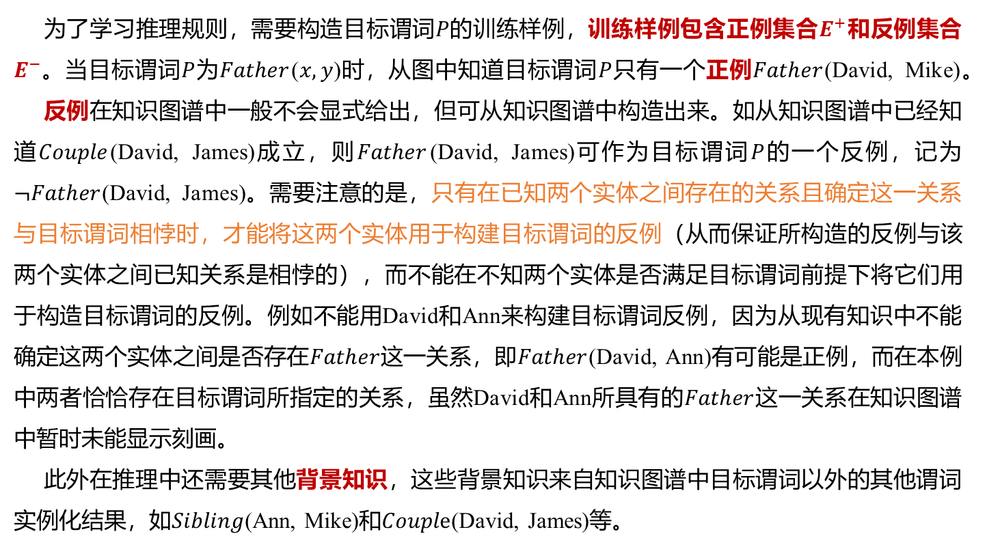 为了学习推理规则，需要构造目标谓词P的训练样例，训练样例包含正例集合E⁺和反例集合
E⁻。当目标谓词P为Father(x, y)时，从图中知道目标谓词P只有一个正例Father(David, Mike)。
反例在知识图谱中一般不会显式给出，但可从知识图谱中构造出来。如从知识图谱中已经知
道Couple(David, James)成立，则Father(David, James)可作为目标谓词P的一个反例，记为
¬Father(David, James)。需要注意的是，只有在已知两个实体之间存在的关系且确定这一关系
与目标谓词相悖时，才能将这两个实体用于构建目标谓词的反例（从而保证所构造的反例与该
两个实体之间已知关系是相悖的），而不能在不知两个实体是否满足目标谓词前提下将它们用
于构造目标谓词的反例。例如不能用David和Ann来构建目标谓词反例，因为从现有知识中不能
确定这两个实体之间是否存在Father这一关系，即Father(David, Ann)有可能是正例，而在本例
中两者恰恰存在目标谓词所指定的关系，虽然David和Ann所具有的Father这一关系在知识图谱
中暂时未能显示刻画。
此外在推理中还需要其他背景知识，这些背景知识来自知识图谱中目标谓词以外的其他谓词
实例化结果，如Sibling(Ann, Mike)和Couple(David, James)等。